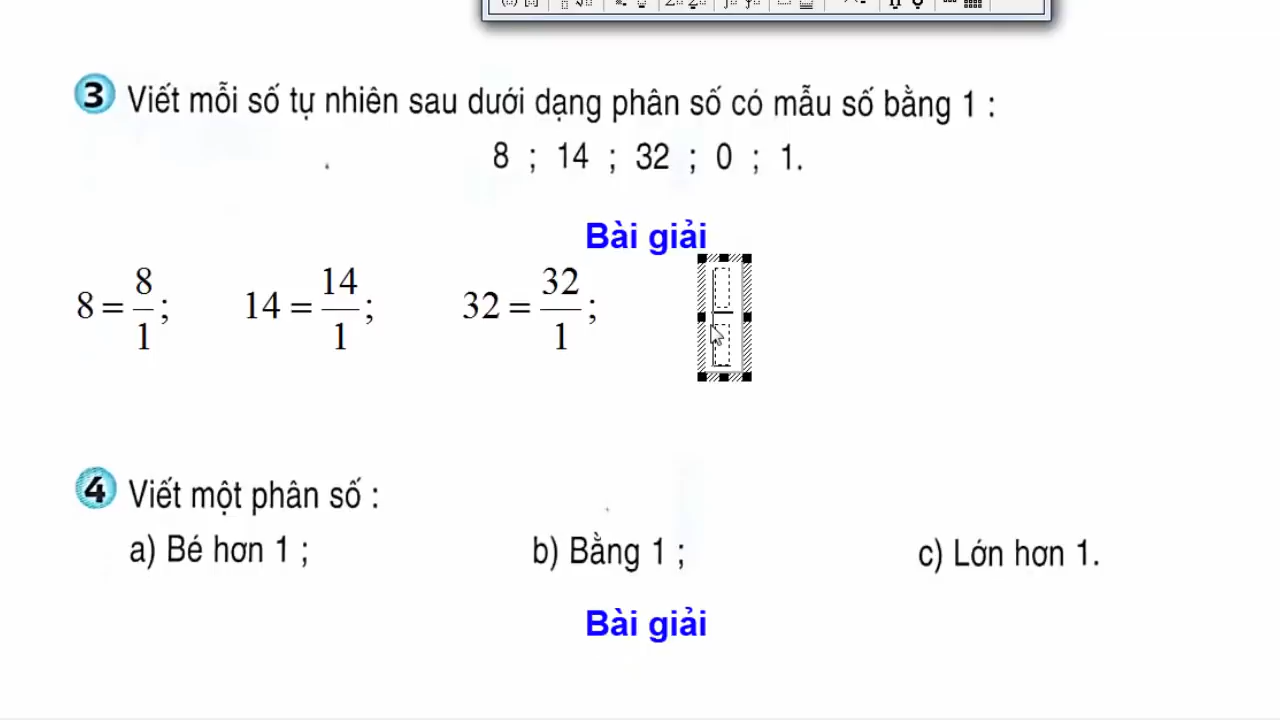 3 Viết mỗi số tự nhiên sau dưới dạng phân số có mẫu số bằng 1 :
8 ; 14 ; 32 ; 0 ; 1.
Bài giải
8 = 8/1; 14 = 14/1; 32 = 32/1;
4 Viết một phân số :
a) Bé hơn 1 ; b) Bằng 1 ; c) Lớn hơn 1.
Bài giải